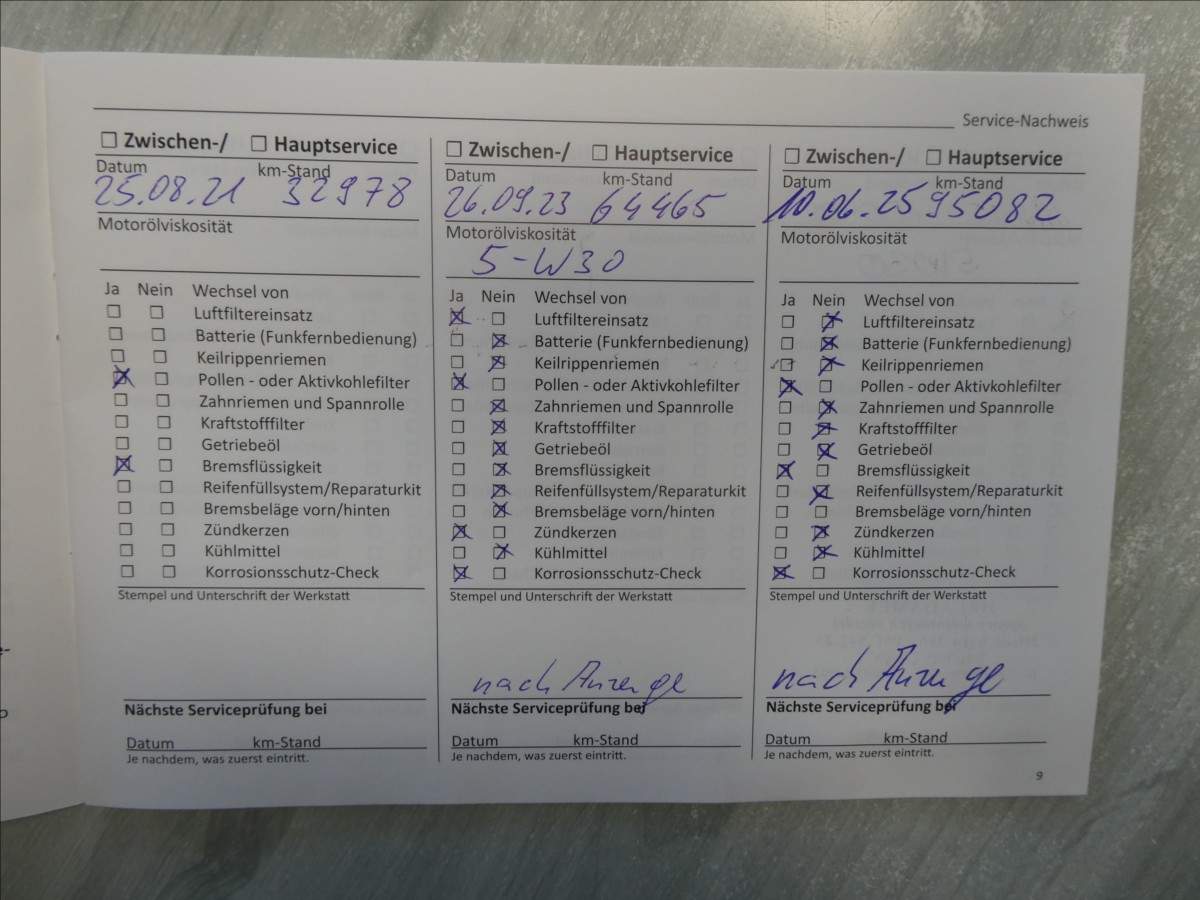 Service-Nachweis
☐ Zwischen-/ ☐ Hauptservice
Datum km-Stand
25.08.21 32978
Motorölviskosität
Ja Nein Wechsel von
☐ ☐ Luftfiltereinsatz
☐ ☐ Batterie (Funkfernbedienung)
☐ ☐ Keilrippenriemen
☒ ☐ Pollen - oder Aktivkohlefilter
☐ ☐ Zahnriemen und Spannrolle
☐ ☐ Kraftstofffilter
☐ ☐ Getriebeöl
☒ ☐ Bremsflüssigkeit
☐ ☐ Reifenfüllsystem/Reparaturkit
☐ ☐ Bremsbeläge vorn/hinten
☐ ☐ Zündkerzen
☐ ☐ Kühlmittel
☐ ☐ Korrosionsschutz-Check
Stempel und Unterschrift der Werkstatt
Nächste Serviceprüfung bei
Datum km-Stand
Je nachdem, was zuerst eintritt.
☐ Zwischen-/ ☐ Hauptservice
Datum km-Stand
26.09.23 64465
Motorölviskosität
5-W30
Ja Nein Wechsel von
☒ ☐ Luftfiltereinsatz
☐ ☒ Batterie (Funkfernbedienung)
☐ ☒ Keilrippenriemen
☒ ☐ Pollen - oder Aktivkohlefilter
☐ ☒ Zahnriemen und Spannrolle
☐ ☒ Kraftstofffilter
☐ ☒ Getriebeöl
☐ ☒ Bremsflüssigkeit
☐ ☒ Reifenfüllsystem/Reparaturkit
☐ ☒ Bremsbeläge vorn/hinten
☒ ☐ Zündkerzen
☐ ☒ Kühlmittel
☒ ☐ Korrosionsschutz-Check
Stempel und Unterschrift der Werkstatt
nach Anzeige
Nächste Serviceprüfung bei
Datum km-Stand
Je nachdem, was zuerst eintritt.
☐ Zwischen-/ ☐ Hauptservice
Datum km-Stand
10.06.25 95082
Motorölviskosität
Ja Nein Wechsel von
☐ ☒ Luftfiltereinsatz
☐ ☒ Batterie (Funkfernbedienung)
☐ ☒ Keilrippenriemen
☒ ☐ Pollen - oder Aktivkohlefilter
☐ ☒ Zahnriemen und Spannrolle
☐ ☒ Kraftstofffilter
☐ ☒ Getriebeöl
☒ ☐ Bremsflüssigkeit
☐ ☒ Reifenfüllsystem/Reparaturkit
☐ ☐ Bremsbeläge vorn/hinten
☐ ☒ Zündkerzen
☐ ☒ Kühlmittel
☒ ☐ Korrosionsschutz-Check
Stempel und Unterschrift der Werkstatt
nach Anzeige
Nächste Serviceprüfung bei
Datum km-Stand
Je nachdem, was zuerst eintritt.
9